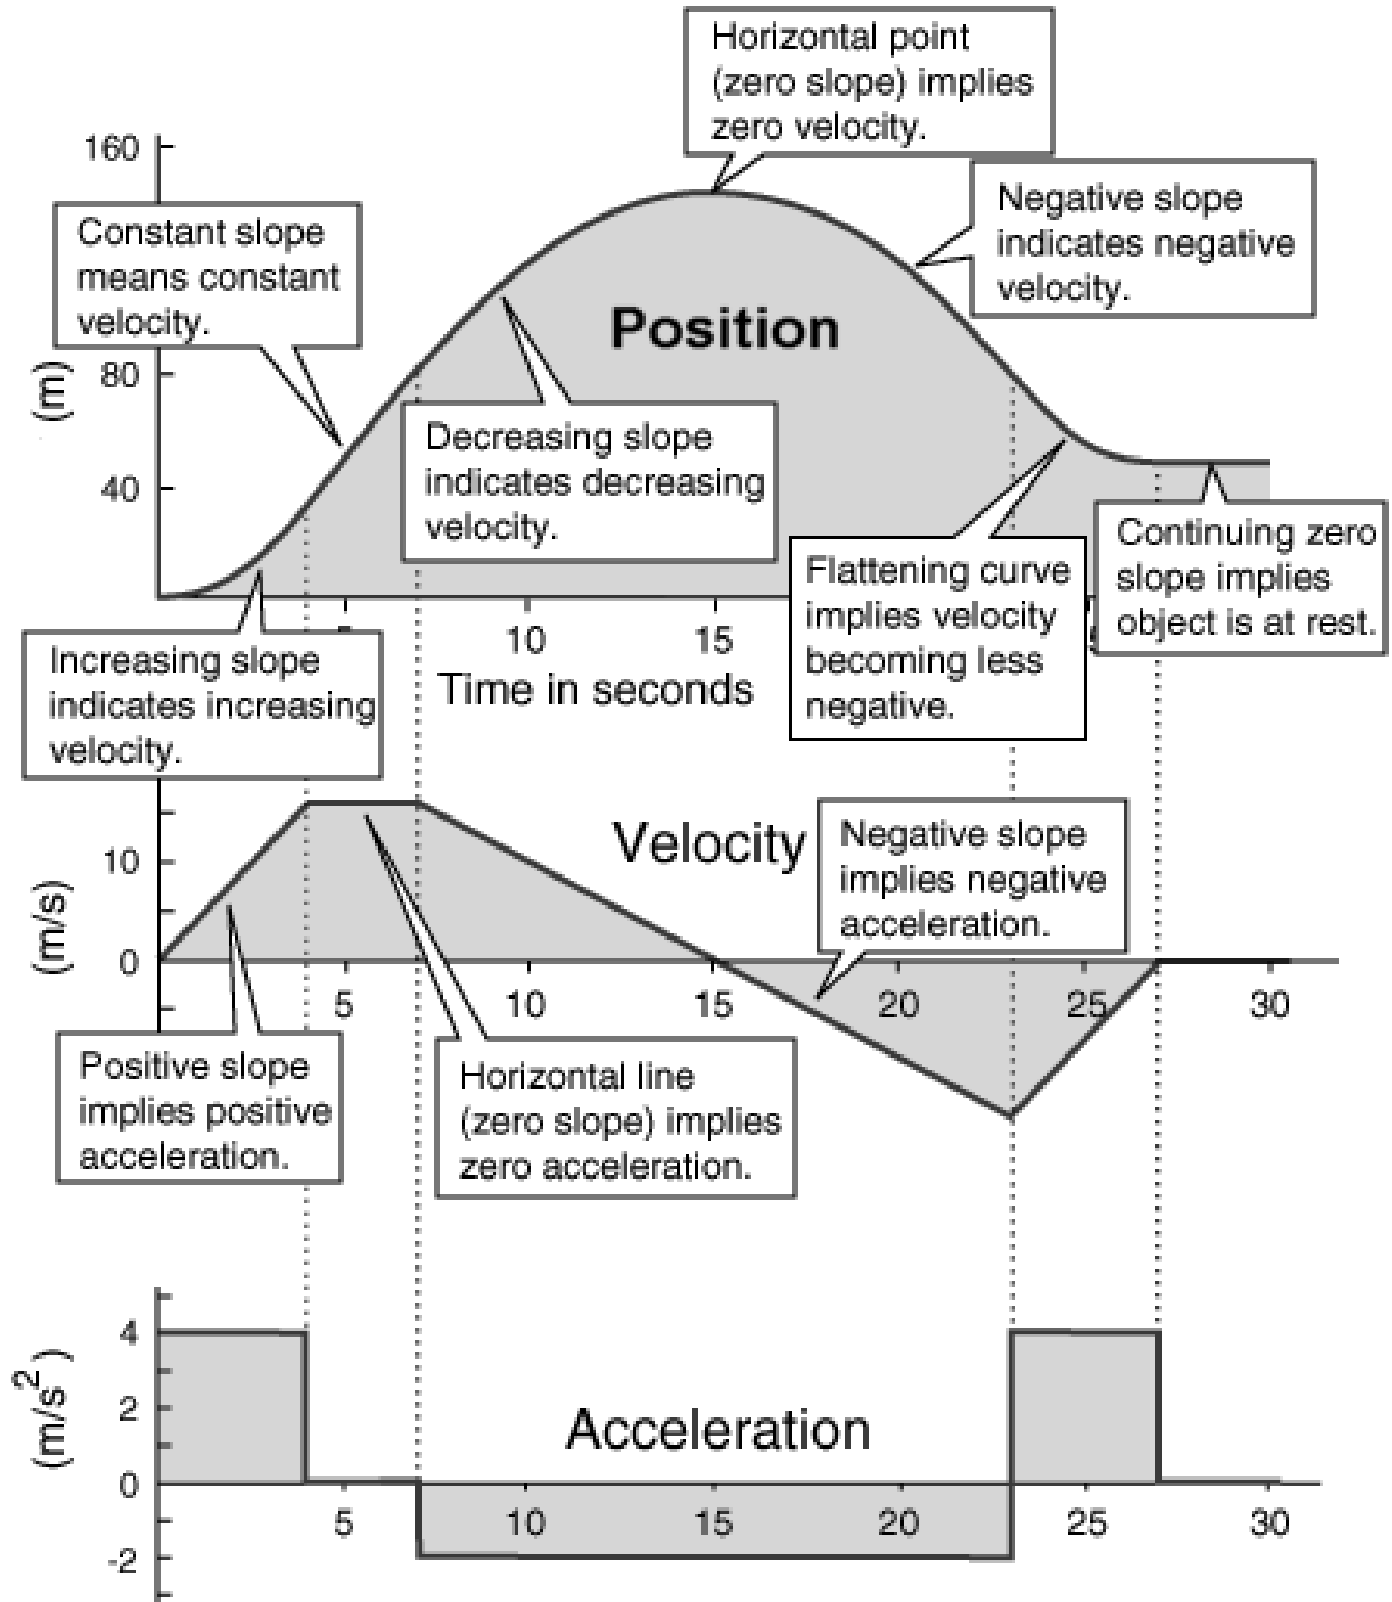 Horizontal point
(zero slope) implies
zero velocity.
160
Negative slope
indicates negative
velocity.
Constant slope
means constant
velocity.
Position
80
(m)
Decreasing slope
indicates decreasing
velocity.
40
Continuing zero
slope implies
object is at rest.
Flattening curve
implies velocity
becoming less
negative.
10
15
Time in seconds
Increasing slope
indicates increasing
velocity.
Velocity
Negative slope
implies negative
acceleration.
10
(m/s)
0
5
10
15
20
25
30
Positive slope
implies positive
acceleration.
Horizontal line
(zero slope) implies
zero acceleration.
4
2
(m/s²)
Acceleration
0
5
10
15
20
25
30
-2